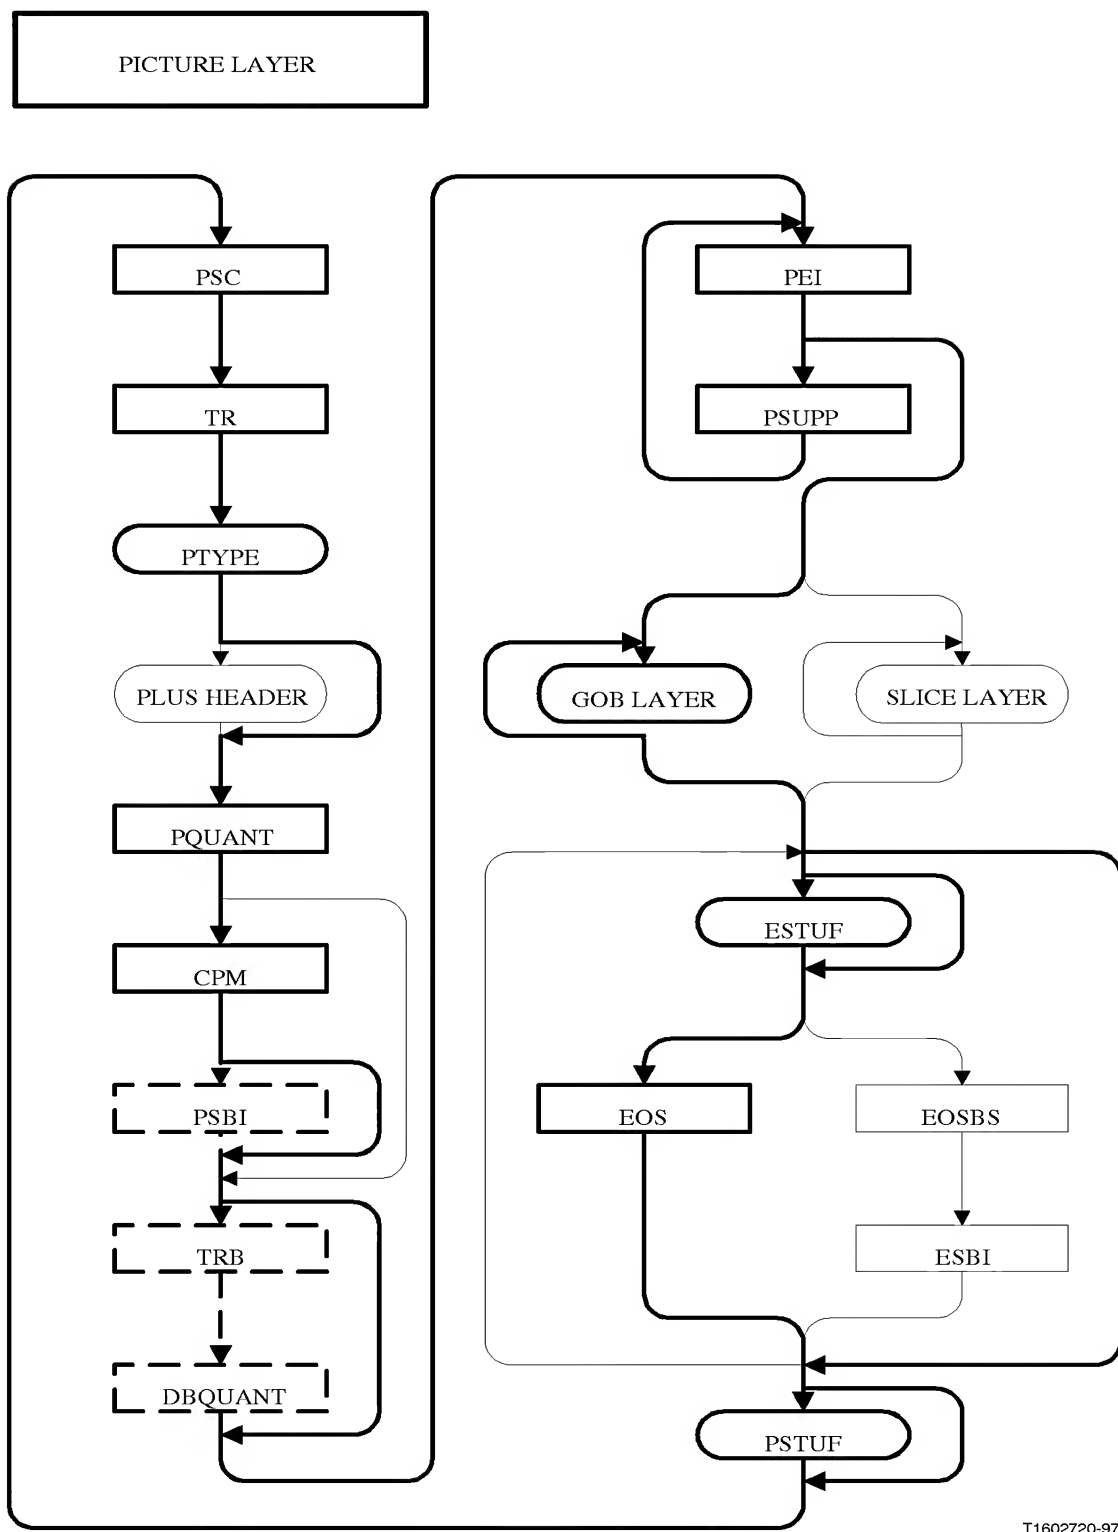 PICTURE LAYER
PSC
TR
PTYPE
PLUS HEADER
PQUANT
CPM
PSBI
TRB
DBQUANT
PEI
PSUPP
GOB LAYER
SLICE LAYER
ESTUF
EOS
EOSBS
ESBI
PSTUF
T1602720-97